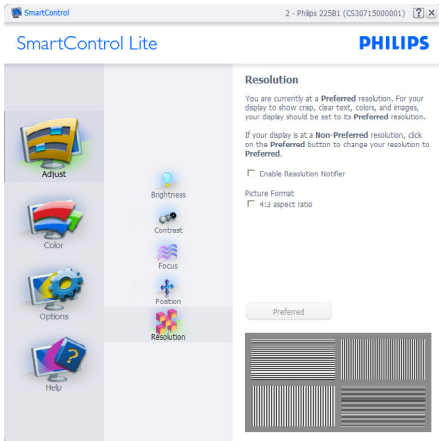 SmartControl
2 - Philips 225B1 (CS30715000001)
SmartControl Lite
PHILIPS
Adjust
Color
Options
Help
Brightness
Contrast
Focus
Position
Resolution
Resolution
You are currently at a Preferred resolution. For your
display to show crisp, clear text, colors, and images,
your display should be set to its Preferred resolution.
If your display is at a Non-Preferred resolution, click
on the Preferred button to change your resolution to
Preferred.
Enable Resolution Notifier
Picture Format
4:3 aspect ratio
Preferred